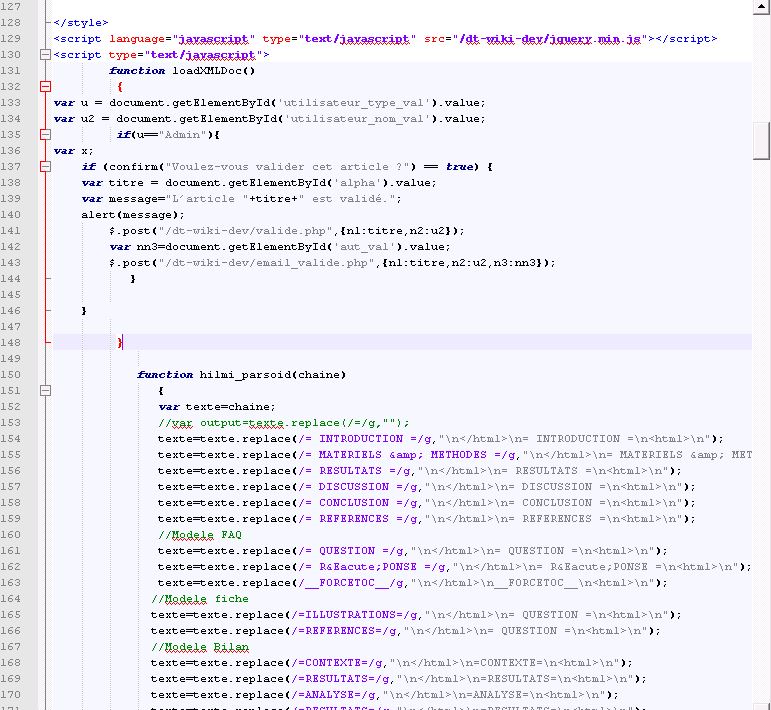 127
128 </style>
129 <script language="javascript" type="text/javascript" src="/dt-wiki-dev/jquery.min.js"></script>
130 <script type="text/javascript">
131 function loadXMLDoc()
132 {
133 var u = document.getElementById('utilisateur_type_val').value;
134 var u2 = document.getElementById('utilisateur_nom_val').value;
135 if(u=="Admin"){
136 var x;
137 if (confirm("Voulez-vous valider cet article ?") == true) {
138 var titre = document.getElementById('alpha').value;
139 var message="L'article "+titre+" est validé.";
140 alert(message);
141 $.post("/dt-wiki-dev/valide.php",{nl:titre,n2:u2});
142 var nn3=document.getElementById('aut_val').value;
143 $.post("/dt-wiki-dev/email_valide.php",{nl:titre,n2:u2,n3:nn3});
144 }
145
146 }
147
148 }
149
150 function hilmi_parsoid(chaine)
151 {
152 var texte=chaine;
153 //var output=texte.replace(/=/g,"");
154 texte=texte.replace(/= INTRODUCTION =/g,"\n</html>\n= INTRODUCTION =\n<html>\n");
155 texte=texte.replace(/= MATERIELS &amp; METHODES =/g,"\n</html>\n= MATERIELS &amp; MET
156 texte=texte.replace(/= RESULTATS =/g,"\n</html>\n= RESULTATS =\n<html>\n");
157 texte=texte.replace(/= DISCUSSION =/g,"\n</html>\n= DISCUSSION =\n<html>\n");
158 texte=texte.replace(/= CONCLUSION =/g,"\n</html>\n= CONCLUSION =\n<html>\n");
159 texte=texte.replace(/= REFERENCES =/g,"\n</html>\n= REFERENCES =\n<html>\n");
160 //Modele FAQ
161 texte=texte.replace(/= QUESTION =/g,"\n</html>\n= QUESTION =\n<html>\n");
162 texte=texte.replace(/= R&Eacute;PONSE =/g,"\n</html>\n= R&Eacute;PONSE =\n<html>\n");
163 texte=texte.replace(/__FORCETOC__/g,"\n</html>\n__FORCETOC__\n<html>\n");
164 //Modele fiche
165 texte=texte.replace(/=ILLUSTRATIONS=/g,"\n</html>\n= QUESTION =\n<html>\n");
166 texte=texte.replace(/=REFERENCES=/g,"\n</html>\n= QUESTION =\n<html>\n");
167 //Modele Bilan
168 texte=texte.replace(/=CONTEXTE=/g,"\n</html>\n=CONTEXTE=\n<html>\n");
169 texte=texte.replace(/=RESULTATS=/g,"\n</html>\n=RESULTATS=\n<html>\n");
170 texte=texte.replace(/=ANALYSE=/g,"\n</html>\n=ANALYSE=\n<html>\n");